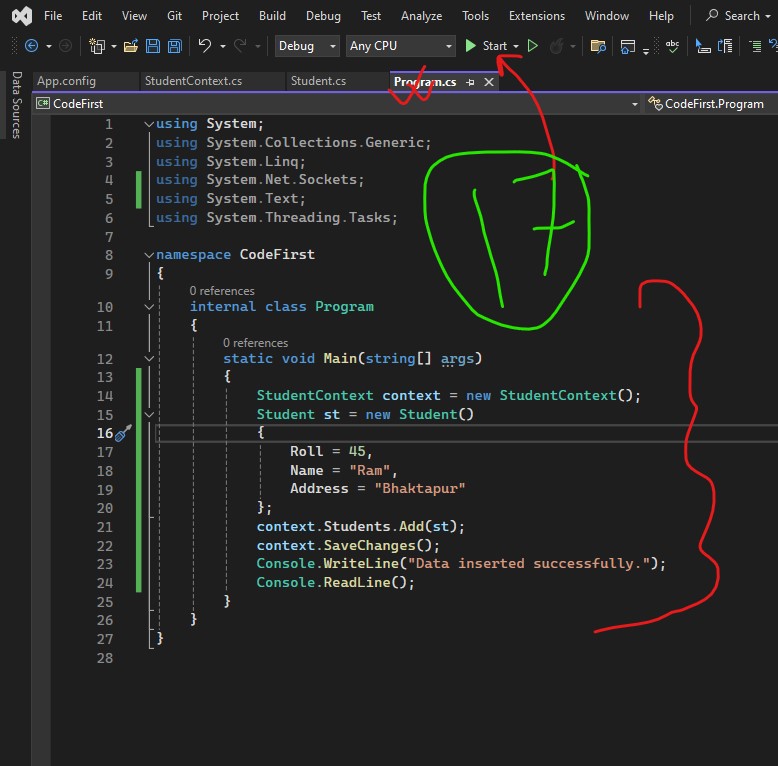 File Edit View Git Project Build Debug Test Analyze Tools Extensions Window Help Search
Debug Any CPU Start
App.config StudentContext.cs Student.cs Program.cs
Data Sources
C# CodeFirst CodeFirst.Program
1 using System;
2 using System.Collections.Generic;
3 using System.Linq;
4 using System.Net.Sockets;
5 using System.Text;
6 using System.Threading.Tasks;
7
8 namespace CodeFirst
9 {
0 references
10 internal class Program
11 {
0 references
12 static void Main(string[] args)
13 {
14 StudentContext context = new StudentContext();
15 Student st = new Student()
16 {
17 Roll = 45,
18 Name = "Ram",
19 Address = "Bhaktapur"
20 };
21 context.Students.Add(st);
22 context.SaveChanges();
23 Console.WriteLine("Data inserted successfully.");
24 Console.ReadLine();
25 }
26 }
27 }
28
17